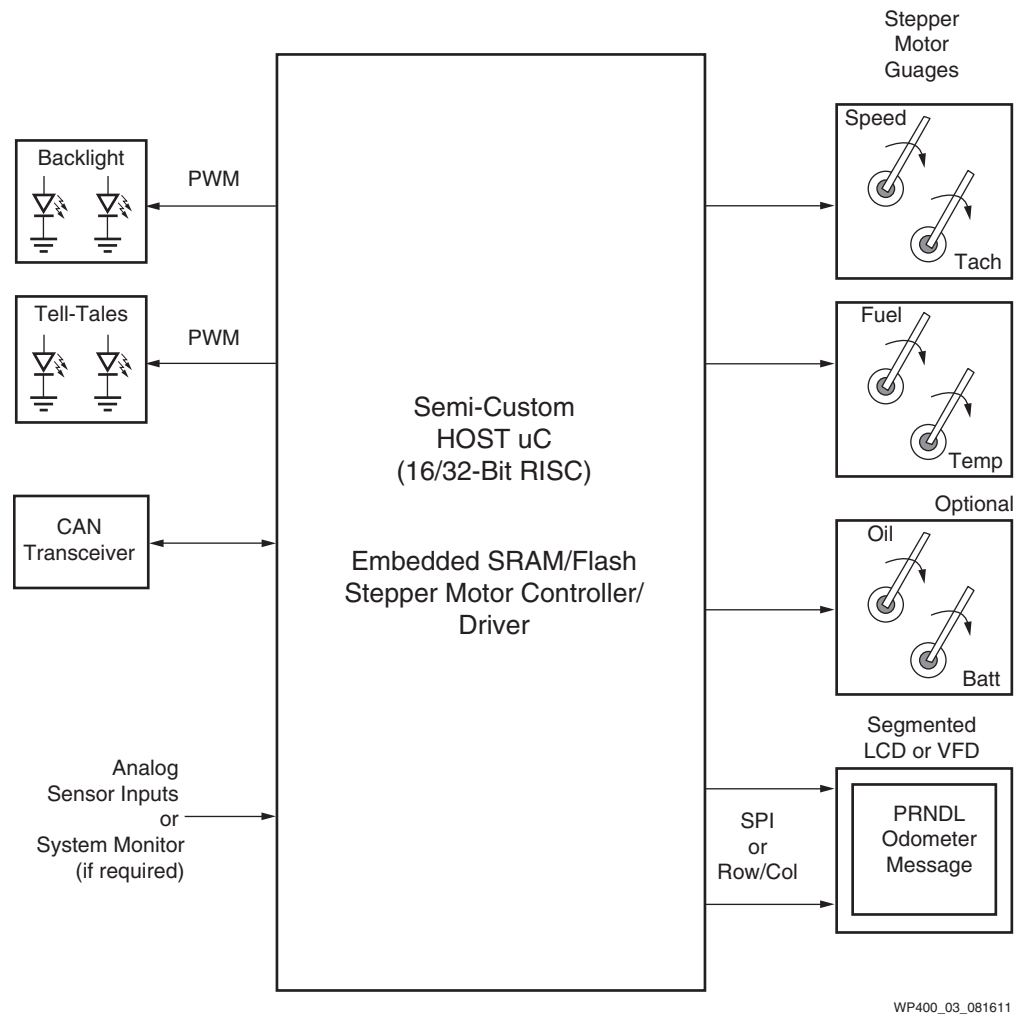 Stepper
Motor
Guages
Backlight
PWM
Speed
Tach
Tell-Tales
PWM
Fuel
Temp
Semi-Custom
HOST uC
(16/32-Bit RISC)
Embedded SRAM/Flash
Stepper Motor Controller/
Driver
CAN
Transceiver
Optional
Oil
Batt
Analog
Sensor Inputs
or
System Monitor
(if required)
SPI
or
Row/Col
Segmented
LCD or VFD
PRNDL
Odometer
Message
WP400_03_081611